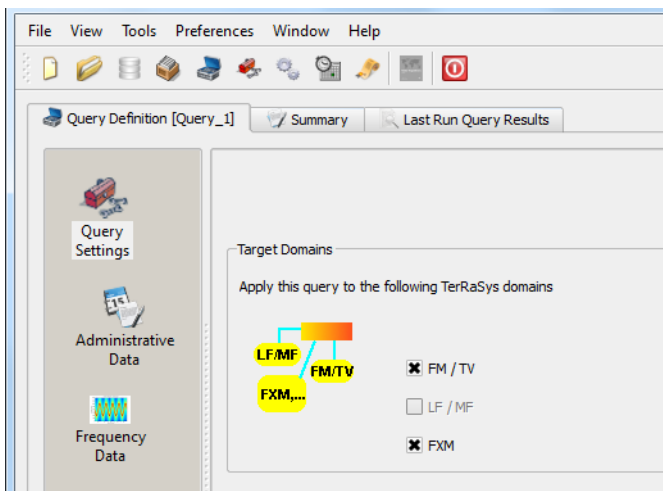 File View Tools Preferences Window Help
Query Definition [Query_1] Summary Last Run Query Results
Query
Settings
Administrative
Data
Frequency
Data
Target Domains
Apply this query to the following TerRaSys domains
LF/MF
FM/TV
FXM,...
FM / TV
LF / MF
FXM